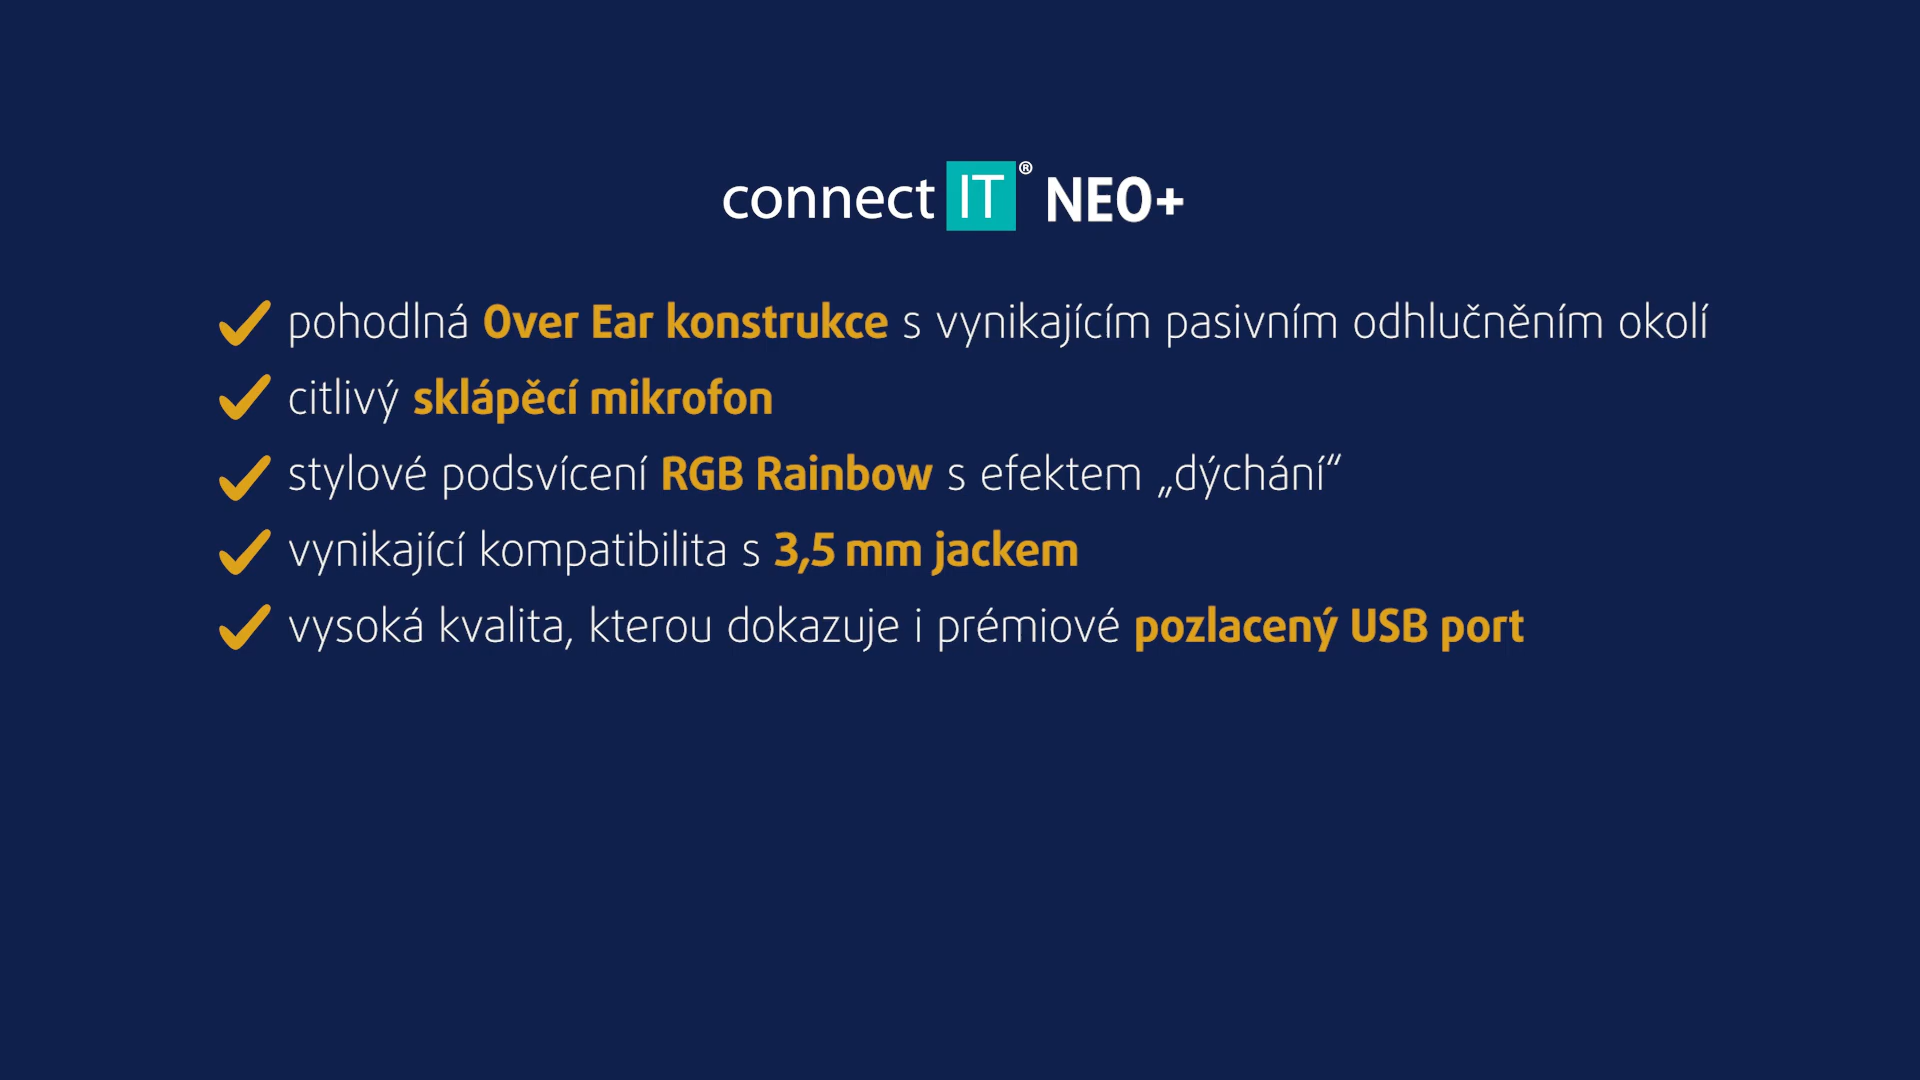 connect IT® NEO+
pohodlná Over Ear konstrukce s vynikajícím pasivním odhlučněním okolí
citlivý sklápěcí mikrofon
stylové podsvícení RGB Rainbow s efektem „dýchání“
vynikající kompatibilita s 3,5 mm jackem
vysoká kvalita, kterou dokazuje i prémiové pozlacený USB port